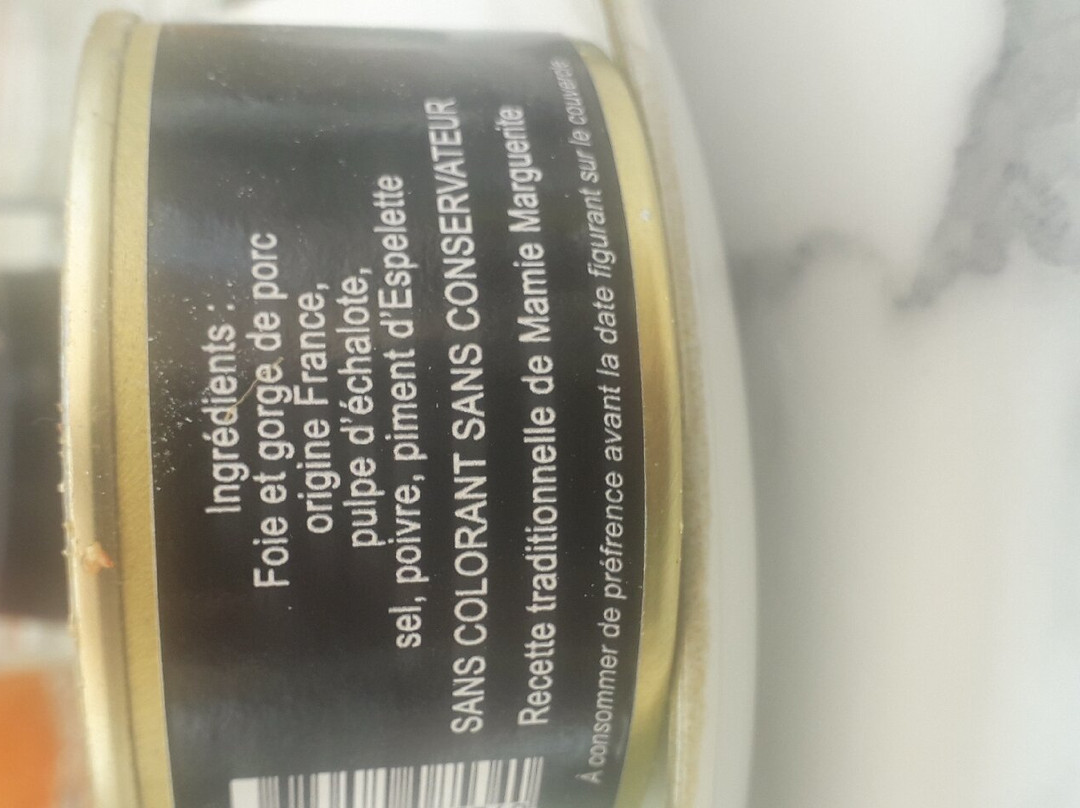 Ingrédients :
Foie et gorge de porc
origine France,
pulpe d'échalote,
sel, poivre, piment d'Espelette
SANS COLORANT SANS CONSERVATEUR
Recette traditionnelle de Mamie Marguerite
À consommer de préfrence avant la date figurant sur le couvercle